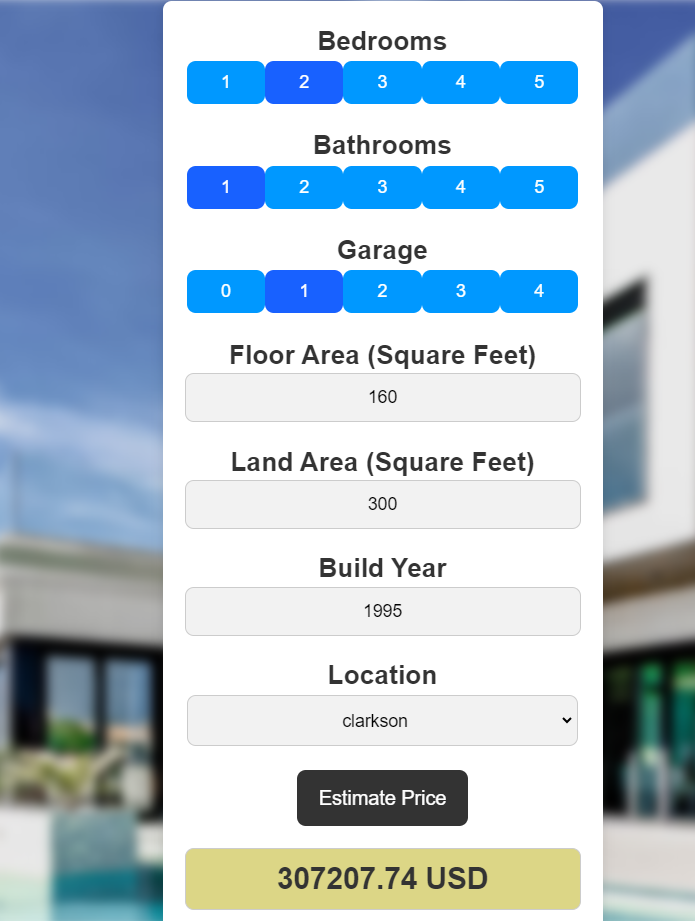 Bedrooms
1 2 3 4 5
Bathrooms
1 2 3 4 5
Garage
0 1 2 3 4
Floor Area (Square Feet)
160
Land Area (Square Feet)
300
Build Year
1995
Location
clarkson
Estimate Price
307207.74 USD